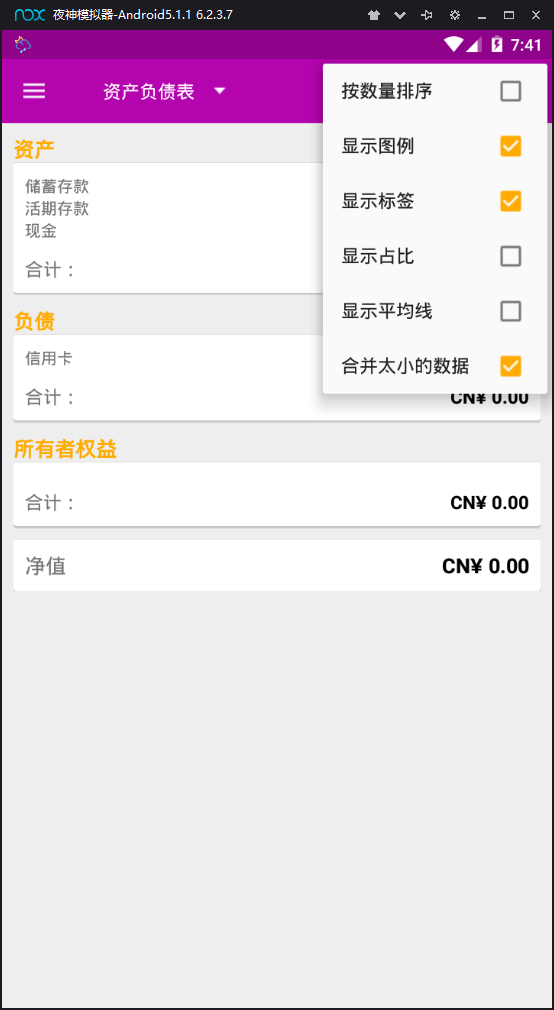 nox 夜神模拟器-Android5.1.1 6.2.3.7
7:41
资产负债表
按数量排序
显示图例
显示标签
显示占比
显示平均线
合并太小的数据
资产
储蓄存款
活期存款
现金
合计：
负债
信用卡
合计： CN¥ 0.00
所有者权益
合计： CN¥ 0.00
净值 CN¥ 0.00